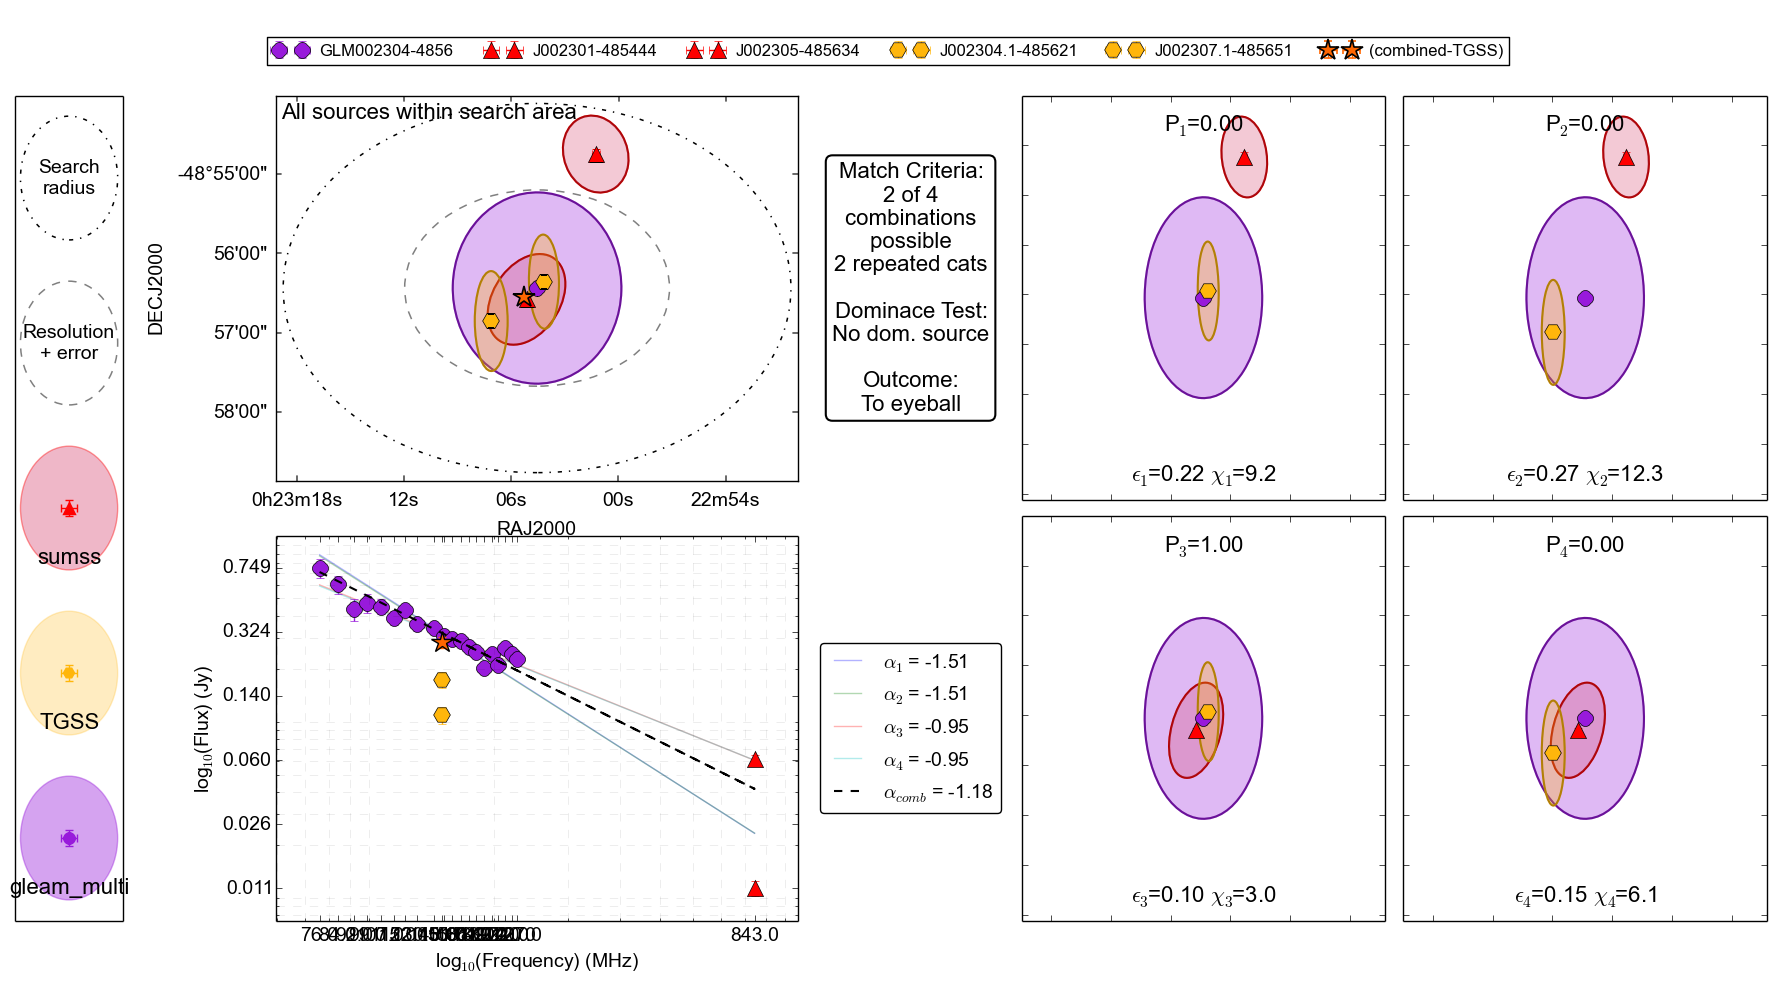 GLM002304-4856 J002301-485444 J002305-485634 J002304.1-485621 J002307.1-485651 (combined-TGSS)
Search
radius
Resolution
+ error
sumss
TGSS
gleam_multi
All sources within search area
DECJ2000
-48°55'00"
56'00"
57'00"
58'00"
0h23m18s 12s 06s 00s 22m54s
RAJ2000
Match Criteria:
2 of 4
combinations
possible
2 repeated cats
Dominace Test:
No dom. source
Outcome:
To eyeball
P1=0.00
ϵ1=0.22 χ1=9.2
P2=0.00
ϵ2=0.27 χ2=12.3
log10(Flux) (Jy)
0.749
0.324
0.140
0.060
0.026
0.011
843.0
log10(Frequency) (MHz)
α1 = -1.51
α2 = -1.51
α3 = -0.95
α4 = -0.95
αcomb = -1.18
P3=1.00
ϵ3=0.10 χ3=3.0
P4=0.00
ϵ4=0.15 χ4=6.1